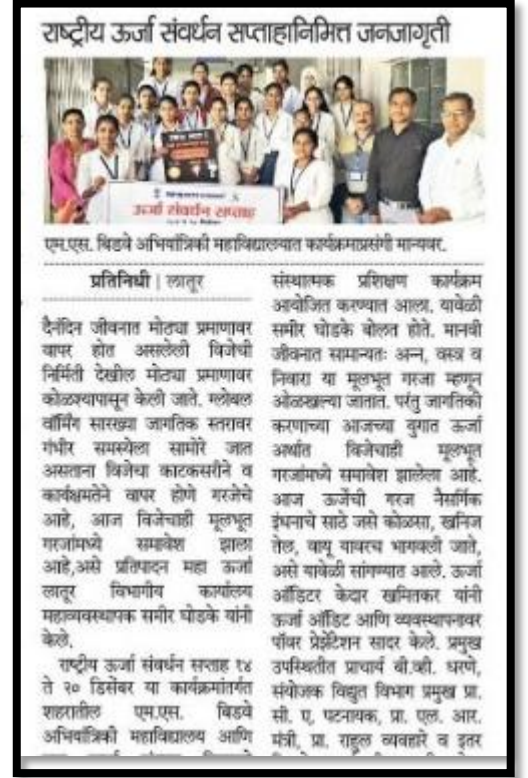 राष्ट्रीय ऊर्जा संवर्धन सप्ताहानिमित्त जनजागृती
ऊर्जा संवर्धन सप्ताह
एम.एस. बिडवे अभियांत्रिकी महाविद्यालयात कार्यक्रमाप्रसंगी मान्यवर.
प्रतिनिधी | लातूर
दैनंदिन जीवनात मोठ्या प्रमाणावर
वापर होत असलेली विजेची
निर्मिती देखील मोठ्या प्रमाणावर
कोळश्यापासून केली जाते. ग्लोबल
वॉर्मिंग सारख्या जागतिक स्तरावर
गंभीर समस्येला सामोरे जात
असताना विजेचा काटकसरीने व
कार्यक्षमतेने वापर होणे गरजेचे
आहे, आज विजेचाही मूलभूत
गरजांमध्ये समावेश झाला
आहे,असे प्रतिपादन महा ऊर्जा
लातूर विभागीय कार्यालय
महाव्यवस्थापक समीर घोडके यांनी
केले.
राष्ट्रीय ऊर्जा संवर्धन सप्ताह १४
ते २० डिसेंबर या कार्यक्रमांतर्गत
शहरातील एम.एस. बिडवे
अभियांत्रिकी महाविद्यालय आणि
संस्थात्मक प्रशिक्षण कार्यक्रम
आयोजित करण्यात आला. यावेळी
समीर घोडके बोलत होते. मानवी
जीवनात सामान्यतः अन्न, वस्त्र व
निवारा या मूलभूत गरजा म्हणून
ओळखल्या जातात. परंतु जागतिकी
करणाच्या आजच्या युगात ऊर्जा
अर्थात विजेचाही मूलभूत
गरजांमध्ये समावेश झालेला आहे.
आज ऊर्जेची गरज नैसर्गिक
इंधनाचे साठे जसे कोळसा, खनिज
तेल, वायू यावरच भागवली जाते,
असे यावेळी सांगण्यात आले. ऊर्जा
ऑडिटर केदार खमितकर यांनी
ऊर्जा ऑडिट आणि व्यवस्थापनावर
पॉवर प्रेझेंटेशन सादर केले. प्रमुख
उपस्थितीत प्राचार्य बी.व्ही. धरणे,
संयोजक विद्युत विभाग प्रमुख प्रा.
सी. ए. पटनायक, प्रा. एल. आर.
मंत्री, प्रा. राहुल व्यवहारे व इतर